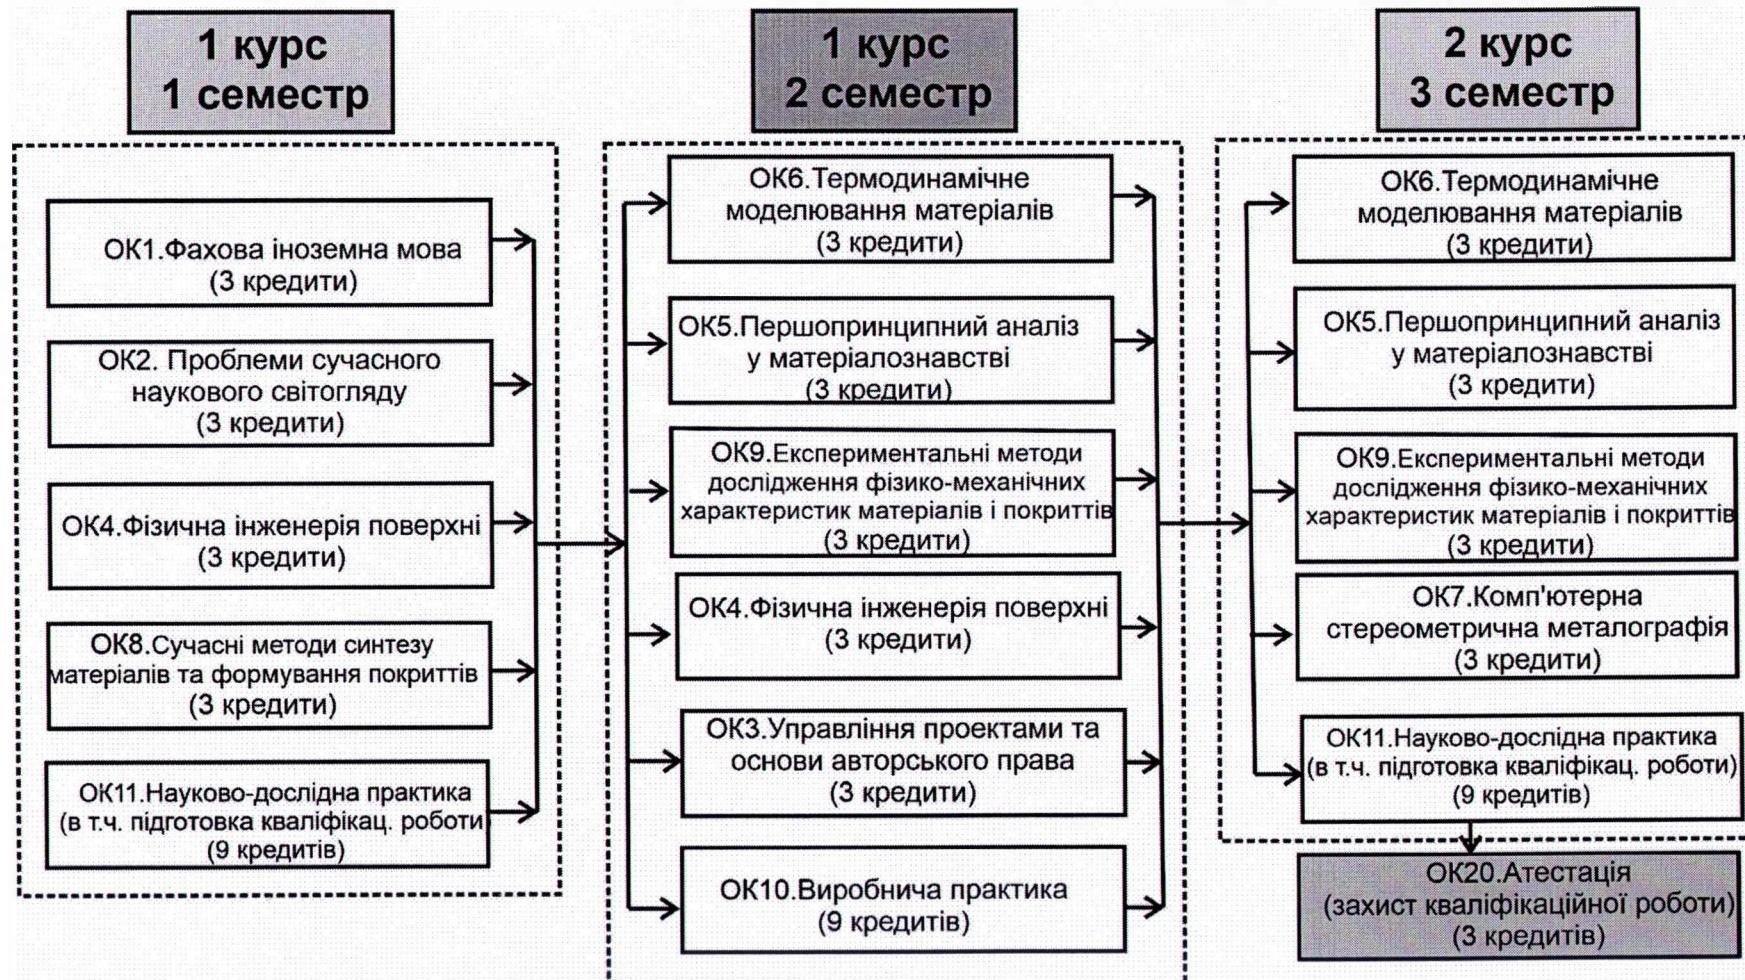 1 курс
1 семестр
ОК1.Фахова іноземна мова
(3 кредити)
ОК2. Проблеми сучасного
наукового світогляду
(3 кредити)
ОК4.Фізична інженерія поверхні
(3 кредити)
ОК8.Сучасні методи синтезу
матеріалів та формування покриттів
(3 кредити)
ОК11.Науково-дослідна практика
(в т.ч. підготовка кваліфікац. роботи)
(9 кредитів)
1 курс
2 семестр
ОК6.Термодинамічне
моделювання матеріалів
(3 кредити)
ОК5.Першопринципний аналіз
у матеріалознавстві
(3 кредити)
ОК9.Експериментальні методи
дослідження фізико-механічних
характеристик матеріалів і покриттів
(3 кредити)
ОК4.Фізична інженерія поверхні
(3 кредити)
ОК3.Управління проектами та
основи авторського права
(3 кредити)
ОК10.Виробнича практика
(9 кредитів)
2 курс
3 семестр
ОК6.Термодинамічне
моделювання матеріалів
(3 кредити)
ОК5.Першопринципний аналіз
у матеріалознавстві
(3 кредити)
ОК9.Експериментальні методи
дослідження фізико-механічних
характеристик матеріалів і покриттів
(3 кредити)
ОК7.Комп'ютерна
стереометрична металографія
(3 кредити)
ОК11.Науково-дослідна практика
(в т.ч. підготовка кваліфікац. роботи)
(9 кредитів)
ОК20.Атестація
(захист кваліфікаційної роботи)
(3 кредитів)